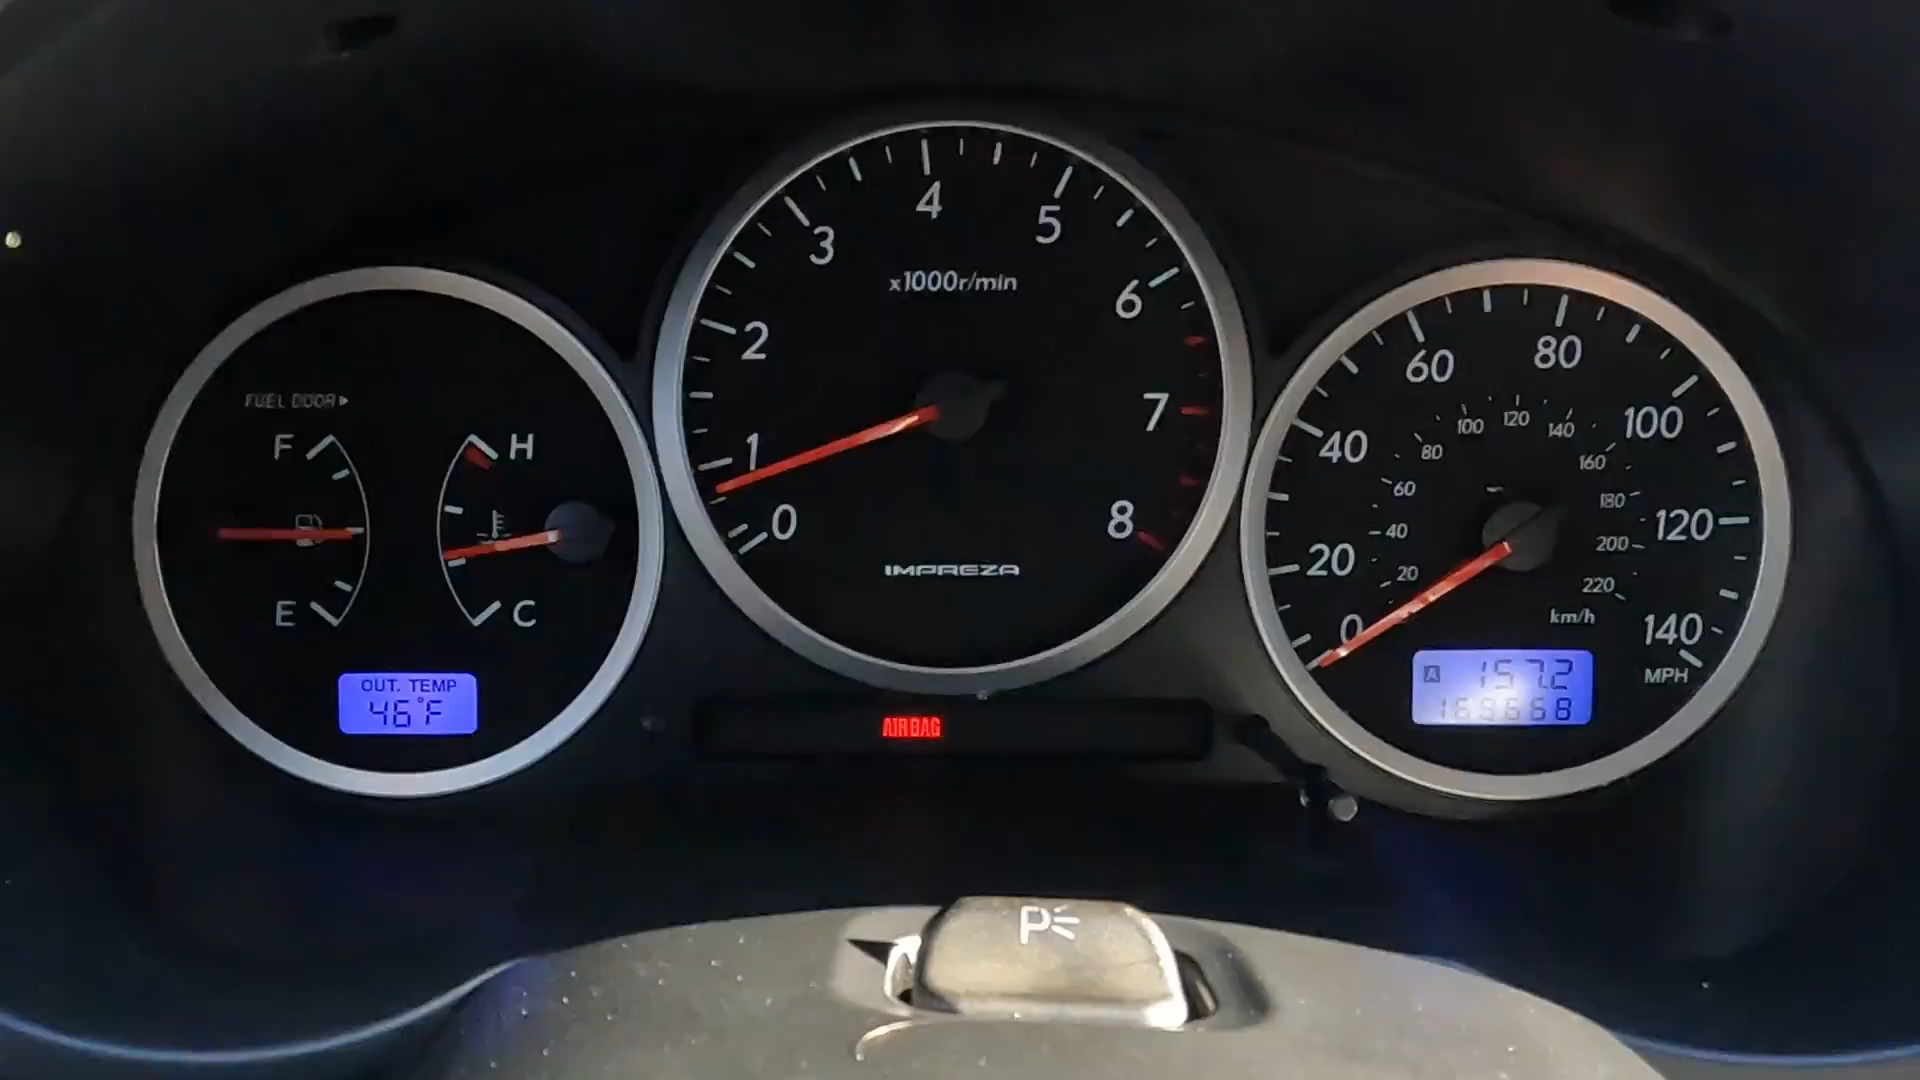 FUEL DOOR▸
F
E
H
C
OUT. TEMP
46°F
0
1
2
3
4
5
6
7
8
x1000r/min
IMPREZA
AIRBAG
0
20
40
60
80
100
120
140
MPH
20
40
60
80
100
120
140
160
180
200
220
km/h
A 157.2
P